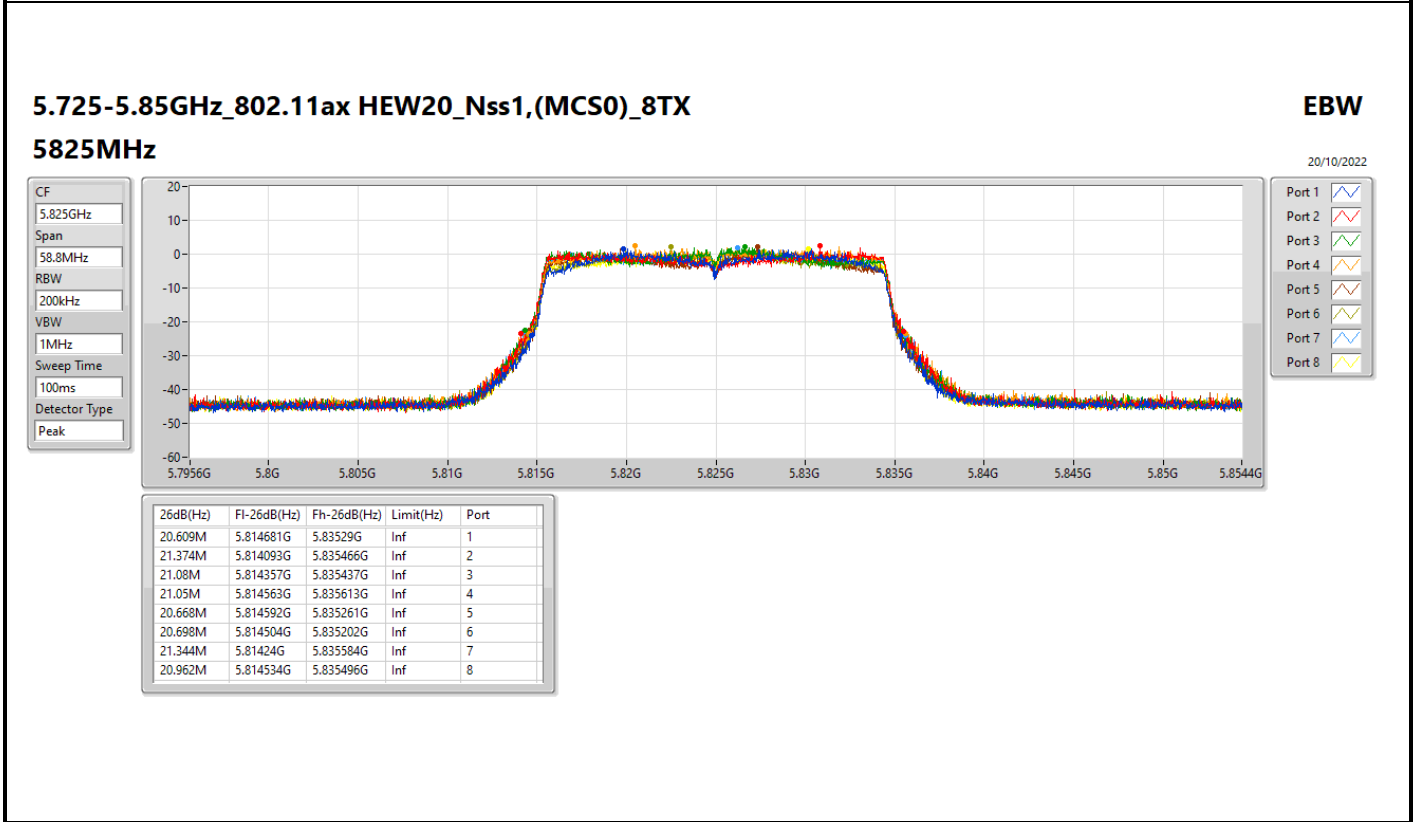 5.725-5.85GHz_802.11ax HEW20_Nss1,(MCS0)_8TX
EBW
5825MHz
20/10/2022
CF
5.825GHz
Span
58.8MHz
RBW
200kHz
VBW
1MHz
Sweep Time
100ms
Detector Type
Peak
20
10
0
-10
-20
-30
-40
-50
-60
5.7956G 5.8G 5.805G 5.81G 5.815G 5.82G 5.825G 5.83G 5.835G 5.84G 5.845G 5.85G 5.8544G
Port 1
Port 2
Port 3
Port 4
Port 5
Port 6
Port 7
Port 8
26dB(Hz) Fl-26dB(Hz) Fh-26dB(Hz) Limit(Hz) Port
20.609M 5.814681G 5.83529G Inf 1
21.374M 5.814093G 5.835466G Inf 2
21.08M 5.814357G 5.835437G Inf 3
21.05M 5.814563G 5.835613G Inf 4
20.668M 5.814592G 5.835261G Inf 5
20.698M 5.814504G 5.835202G Inf 6
21.344M 5.81424G 5.835584G Inf 7
20.962M 5.814534G 5.835496G Inf 8